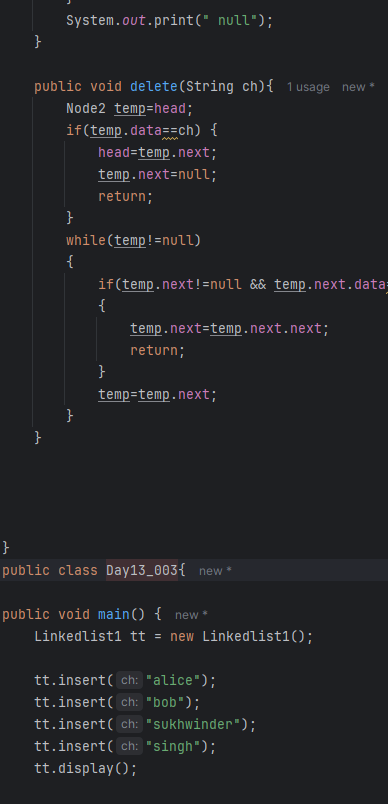 }
System.out.print(" null");
}
public void delete(String ch){ 1 usage new *
Node2 temp=head;
if(temp.data==ch) {
head=temp.next;
temp.next=null;
return;
}
while(temp!=null)
{
if(temp.next!=null && temp.next.data=
{
temp.next=temp.next.next;
return;
}
temp=temp.next;
}
}
}
public class Day13_003{ new *
public void main() { new *
Linkedlist1 tt = new Linkedlist1();
tt.insert( ch: "alice");
tt.insert( ch: "bob");
tt.insert( ch: "sukhwinder");
tt.insert( ch: "singh");
tt.display();